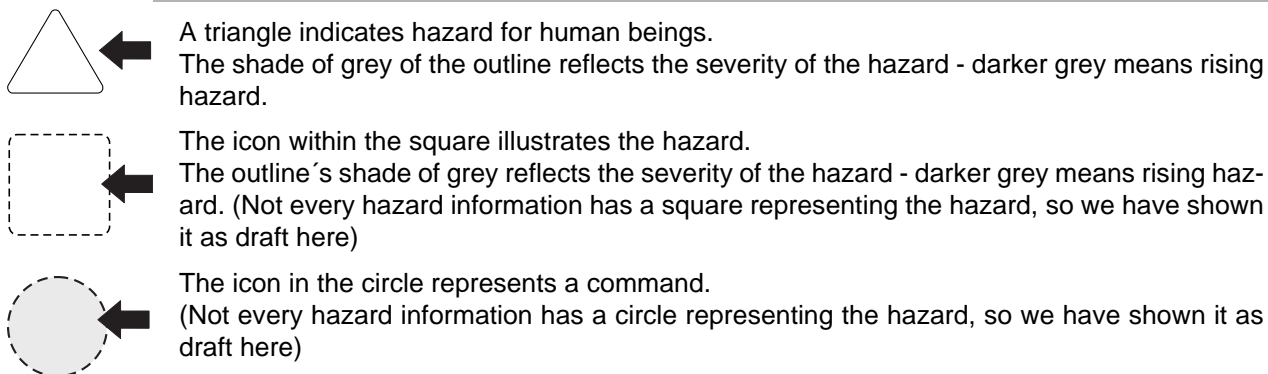 A triangle indicates hazard for human beings.
The shade of grey of the outline reflects the severity of the hazard - darker grey means rising
hazard.
The icon within the square illustrates the hazard.
The outline´s shade of grey reflects the severity of the hazard - darker grey means rising haz-
ard. (Not every hazard information has a square representing the hazard, so we have shown
it as draft here)
The icon in the circle represents a command.
(Not every hazard information has a circle representing the hazard, so we have shown it as
draft here)